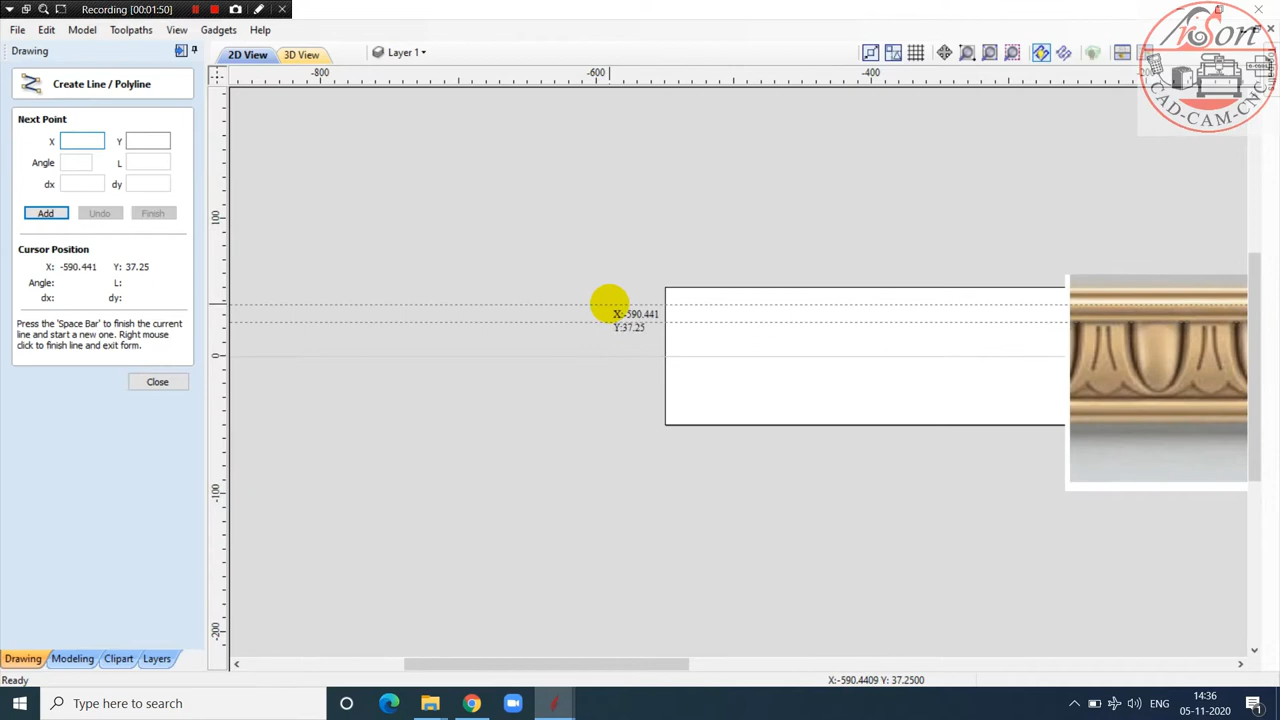 Recording [00:01:50]
File Edit Model Toolpaths View Gadgets Help
Drawing
2D View 3D View Layer 1
Create Line / Polyline
Next Point
X Y
Angle L
dx dy
Add Undo Finish
Cursor Position
X: -590.441 Y: 37.25
Angle: L:
dx: dy:
Press the 'Space Bar' to finish the current
line and start a new one. Right mouse
click to finish line and exit form.
Close
-800 -600 -400
100
0
-100
-200
X:-590.441
Y:37.25
CAD-CAM-CNC
Drawing Modeling Clipart Layers
Ready
X:-590.4409 Y: 37.2500
Type here to search
ENG
14:36
05-11-2020
1